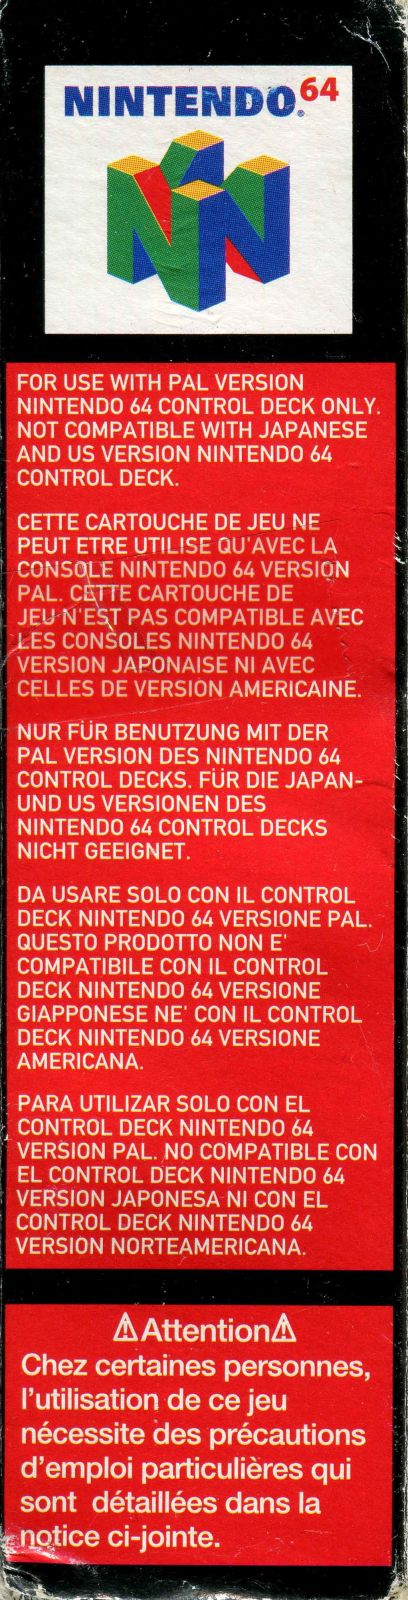 NINTENDO®64
FOR USE WITH PAL VERSION
NINTENDO 64 CONTROL DECK ONLY.
NOT COMPATIBLE WITH JAPANESE
AND US VERSION NINTENDO 64
CONTROL DECK.
CETTE CARTOUCHE DE JEU NE
PEUT ETRE UTILISE QU'AVEC LA
CONSOLE NINTENDO 64 VERSION
PAL. CETTE CARTOUCHE DE
JEU N'EST PAS COMPATIBLE AVEC
LES CONSOLES NINTENDO 64
VERSION JAPONAISE NI AVEC
CELLES DE VERSION AMERICAINE.
NUR FÜR BENUTZUNG MIT DER
PAL VERSION DES NINTENDO 64
CONTROL DECKS. FÜR DIE JAPAN-
UND US VERSIONEN DES
NINTENDO 64 CONTROL DECKS
NICHT GEEIGNET.
DA USARE SOLO CON IL CONTROL
DECK NINTENDO 64 VERSIONE PAL.
QUESTO PRODOTTO NON E'
COMPATIBILE CON IL CONTROL
DECK NINTENDO 64 VERSIONE
GIAPPONESE NE' CON IL CONTROL
DECK NINTENDO 64 VERSIONE
AMERICANA.
PARA UTILIZAR SOLO CON EL
CONTROL DECK NINTENDO 64
VERSION PAL. NO COMPATIBLE CON
EL CONTROL DECK NINTENDO 64
VERSION JAPONESA NI CON EL
CONTROL DECK NINTENDO 64
VERSION NORTEAMERICANA.
⚠Attention⚠
Chez certaines personnes,
l'utilisation de ce jeu
nécessite des précautions
d'emploi particulières qui
sont détaillées dans la
notice ci-jointe.